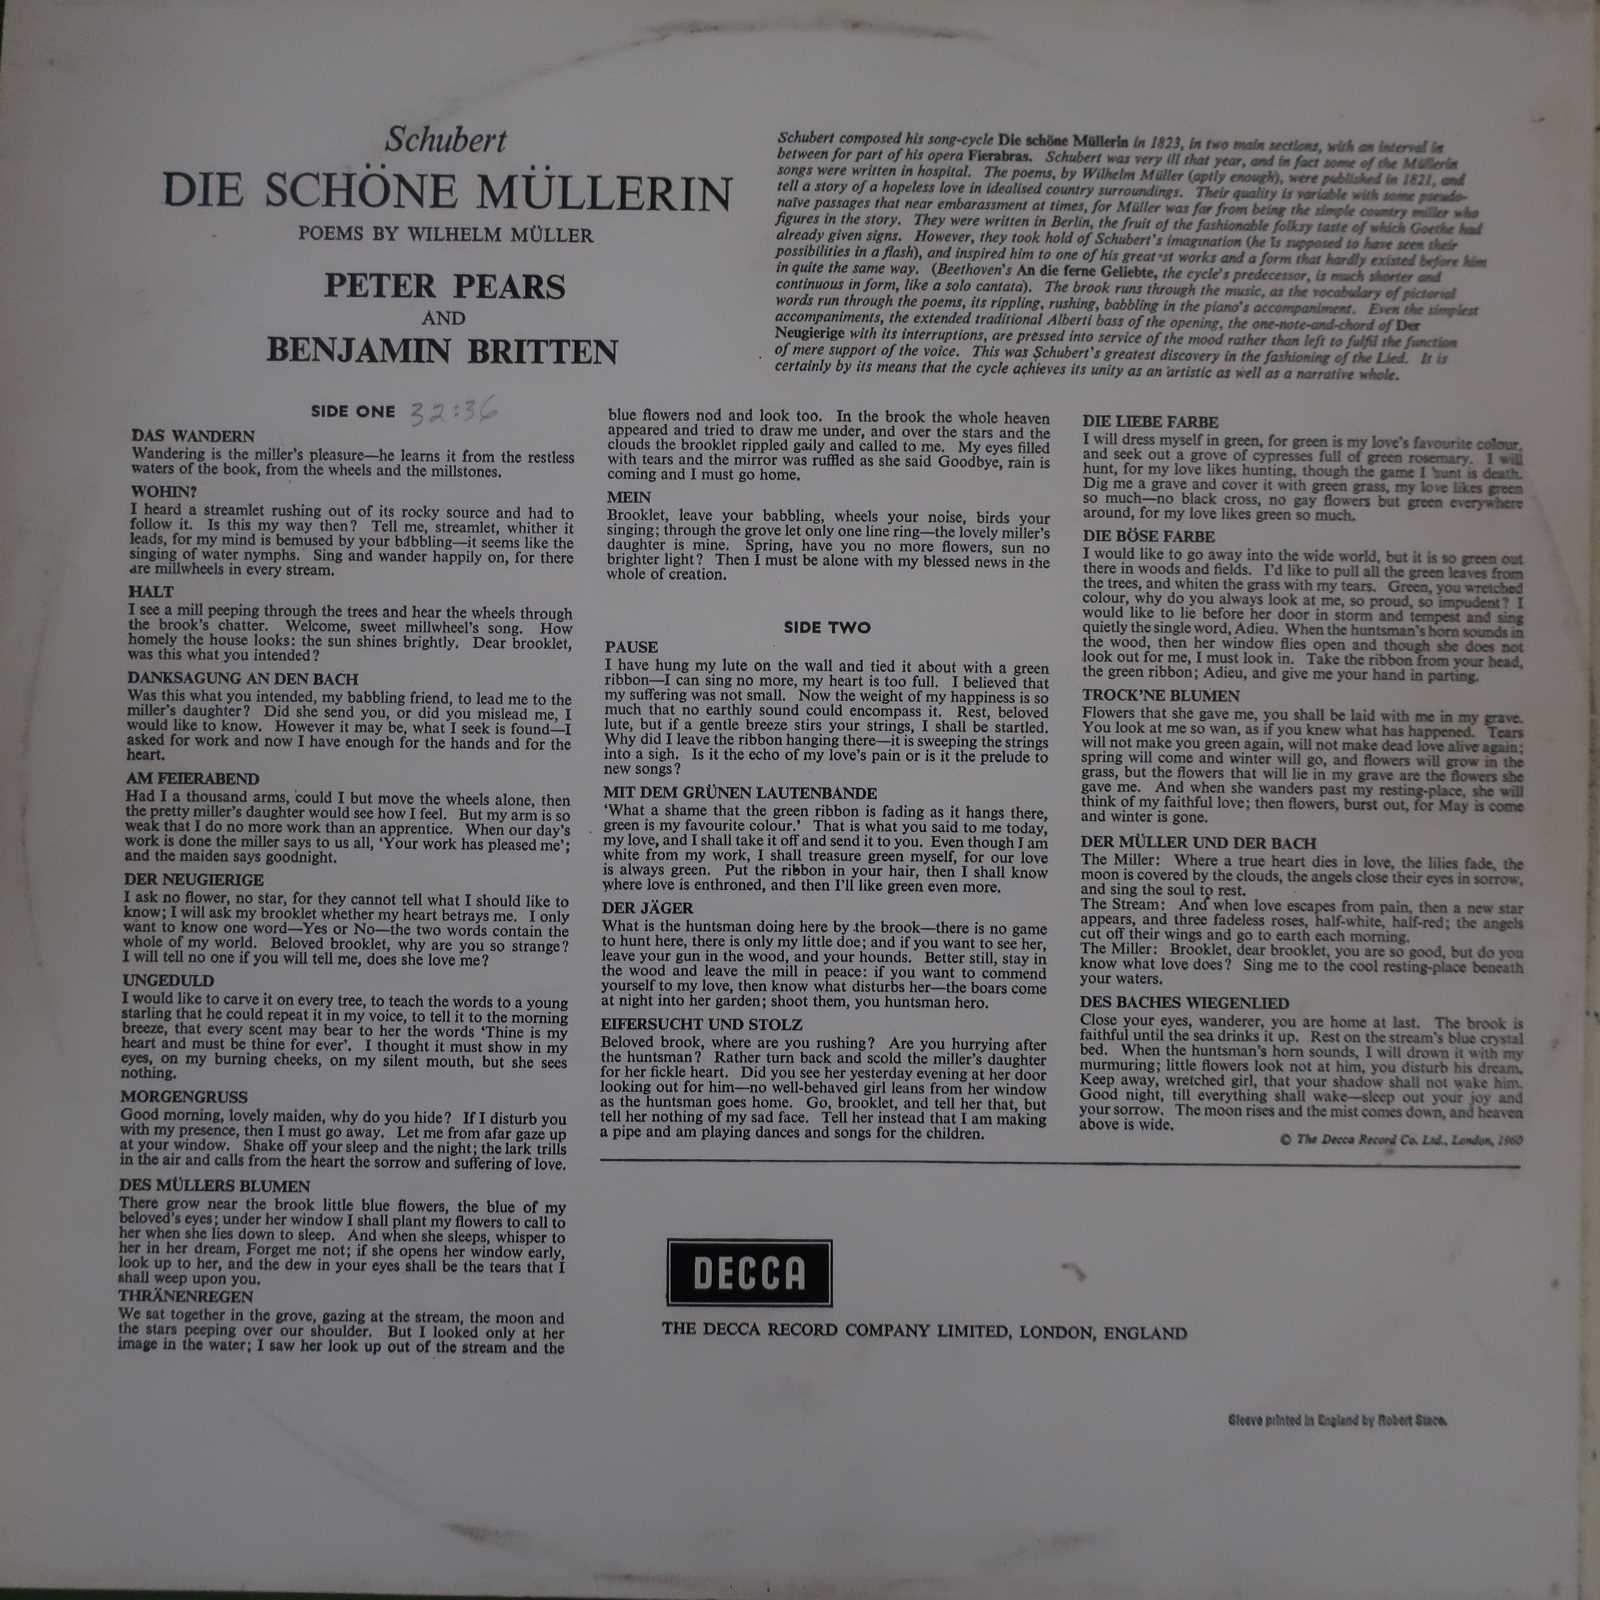 Schubert
DIE SCHÖNE MÜLLERIN
POEMS BY WILHELM MÜLLER
PETER PEARS
AND
BENJAMIN BRITTEN
Schubert composed his song-cycle Die schöne Müllerin in 1823, in two main sections, with an interval in
between for part of his opera Fierabras. Schubert was very ill that year, and in fact some of the Müllerin
songs were written in hospital. The poems, by Wilhelm Müller (aptly enough), were published in 1821, and
tell a story of a hopeless love in idealised country surroundings. Their quality is variable with some pseudo-
naïve passages that near embarassment at times, for Müller was far from being the simple country miller who
figures in the story. They were written in Berlin, the fruit of the fashionable folksy taste of which Goethe had
already given signs. However, they took hold of Schubert's imagination (he is supposed to have seen their
possibilities in a flash), and inspired him to one of his greatest works and a form that hardly existed before him
in quite the same way. (Beethoven's An die ferne Geliebte, the cycle's predecessor, is much shorter and
continuous in form, like a solo cantata). The brook runs through the music, as the vocabulary of pictorial
words run through the poems, its rippling, rushing, babbling in the piano's accompaniment. Even the simplest
accompaniments, the extended traditional Alberti bass of the opening, the one-note-and-chord of Der
Neugierige with its interruptions, are pressed into service of the mood rather than left to fulfil the function
of mere support of the voice. This was Schubert's greatest discovery in the fashioning of the Lied. It is
certainly by its means that the cycle achieves its unity as an artistic as well as a narrative whole.
SIDE ONE 32:36
DAS WANDERN
Wandering is the miller's pleasure—he learns it from the restless
waters of the book, from the wheels and the millstones.
WOHIN?
I heard a streamlet rushing out of its rocky source and had to
follow it. Is this my way then? Tell me, streamlet, whither it
leads, for my mind is bemused by your babbling—it seems like the
singing of water nymphs. Sing and wander happily on, for there
are millwheels in every stream.
HALT
I see a mill peeping through the trees and hear the wheels through
the brook's chatter. Welcome, sweet millwheel's song. How
homely the house looks: the sun shines brightly. Dear brooklet,
was this what you intended?
DANKSAGUNG AN DEN BACH
Was this what you intended, my babbling friend, to lead me to the
miller's daughter? Did she send you, or did you mislead me, I
would like to know. However it may be, what I seek is found—I
asked for work and now I have enough for the hands and for the
heart.
AM FEIERABEND
Had I a thousand arms, could I but move the wheels alone, then
the pretty miller's daughter would see how I feel. But my arm is so
weak that I do no more work than an apprentice. When our day's
work is done the miller says to us all, 'Your work has pleased me';
and the maiden says goodnight.
DER NEUGIERIGE
I ask no flower, no star, for they cannot tell what I should like to
know; I will ask my brooklet whether my heart betrays me. I only
want to know one word—Yes or No—the two words contain the
whole of my world. Beloved brooklet, why are you so strange?
I will tell no one if you will tell me, does she love me?
UNGEDULD
I would like to carve it on every tree, to teach the words to a young
starling that he could repeat it in my voice, to tell it to the morning
breeze, that every scent may bear to her the words 'Thine is my
heart and must be thine for ever'. I thought it must show in my
eyes, on my burning cheeks, on my silent mouth, but she sees
nothing.
MORGENGRUSS
Good morning, lovely maiden, why do you hide? If I disturb you
with my presence, then I must go away. Let me from afar gaze up
at your window. Shake off your sleep and the night; the lark trills
in the air and calls from the heart the sorrow and suffering of love.
DES MÜLLERS BLUMEN
There grow near the brook little blue flowers, the blue of my
beloved's eyes; under her window I shall plant my flowers to call to
her when she lies down to sleep. And when she sleeps, whisper to
her in her dream, Forget me not; if she opens her window early,
look up to her, and the dew in your eyes shall be the tears that I
shall weep upon you.
THRÄNENREGEN
We sat together in the grove, gazing at the stream, the moon and
the stars peeping over our shoulder. But I looked only at her
image in the water; I saw her look up out of the stream and the
blue flowers nod and look too. In the brook the whole heaven
appeared and tried to draw me under, and over the stars and the
clouds the brooklet rippled gaily and called to me. My eyes filled
with tears and the mirror was ruffled as she said Goodbye, rain is
coming and I must go home.
MEIN
Brooklet, leave your babbling, wheels your noise, birds your
singing; through the grove let only one line ring—the lovely miller's
daughter is mine. Spring, have you no more flowers, sun no
brighter light? Then I must be alone with my blessed news in the
whole of creation.
SIDE TWO
PAUSE
I have hung my lute on the wall and tied it about with a green
ribbon—I can sing no more, my heart is too full. I believed that
my suffering was not small. Now the weight of my happiness is so
much that no earthly sound could encompass it. Rest, beloved
lute, but if a gentle breeze stirs your strings, I shall be startled.
Why did I leave the ribbon hanging there—it is sweeping the strings
into a sigh. Is it the echo of my love's pain or is it the prelude to
new songs?
MIT DEM GRÜNEN LAUTENBANDE
'What a shame that the green ribbon is fading as it hangs there,
green is my favourite colour.' That is what you said to me today,
my love, and I shall take it off and send it to you. Even though I am
white from my work, I shall treasure green myself, for our love
is always green. Put the ribbon in your hair, then I shall know
where love is enthroned, and then I'll like green even more.
DER JÄGER
What is the huntsman doing here by the brook—there is no game
to hunt here, there is only my little doe; and if you want to see her,
leave your gun in the wood, and your hounds. Better still, stay in
the wood and leave the mill in peace: if you want to commend
yourself to my love, then know what disturbs her—the boars come
at night into her garden; shoot them, you huntsman hero.
EIFERSUCHT UND STOLZ
Beloved brook, where are you rushing? Are you hurrying after
the huntsman? Rather turn back and scold the miller's daughter
for her fickle heart. Did you see her yesterday evening at her door
looking out for him—no well-behaved girl leans from her window
as the huntsman goes home. Go, brooklet, and tell her that, but
tell her nothing of my sad face. Tell her instead that I am making
a pipe and am playing dances and songs for the children.
DIE LIEBE FARBE
I will dress myself in green, for green is my love's favourite colour,
and seek out a grove of cypresses full of green rosemary. I will
hunt, for my love likes hunting, though the game I hunt is death.
Dig me a grave and cover it with green grass, my love likes green
so much—no black cross, no gay flowers but green everywhere
around, for my love likes green so much.
DIE BÖSE FARBE
I would like to go away into the wide world, but it is so green out
there in woods and fields. I'd like to pull all the green leaves from
the trees, and whiten the grass with my tears. Green, you wretched
colour, why do you always look at me, so proud, so impudent? I
would like to lie before her door in storm and tempest and sing
quietly the single word, Adieu. When the huntsman's horn sounds in
the wood, then her window flies open and though she does not
look out for me, I must look in. Take the ribbon from your head,
the green ribbon; Adieu, and give me your hand in parting.
TROCK'NE BLUMEN
Flowers that she gave me, you shall be laid with me in my grave.
You look at me so wan, as if you knew what has happened. Tears
will not make you green again, will not make dead love alive again;
spring will come and winter will go, and flowers will grow in the
grass, but the flowers that will lie in my grave are the flowers she
gave me. And when she wanders past my resting-place, she will
think of my faithful love; then flowers, burst out, for May is come
and winter is gone.
DER MÜLLER UND DER BACH
The Miller: Where a true heart dies in love, the lilies fade, the
moon is covered by the clouds, the angels close their eyes in sorrow,
and sing the soul to rest.
The Stream: And when love escapes from pain, then a new star
appears, and three fadeless roses, half-white, half-red; the angels
cut off their wings and go to earth each morning.
The Miller: Brooklet, dear brooklet, you are so good, but do you
know what love does? Sing me to the cool resting-place beneath
your waters.
DES BACHES WIEGENLIED
Close your eyes, wanderer, you are home at last. The brook is
faithful until the sea drinks it up. Rest on the stream's blue crystal
bed. When the huntsman's horn sounds, I will drown it with my
murmuring; little flowers look not at him, you disturb his dream.
Keep away, wretched girl, that your shadow shall not wake him.
Good night, till everything shall wake—sleep out your joy and
your sorrow. The moon rises and the mist comes down, and heaven
above is wide.
© The Decca Record Co. Ltd., London, 1960
DECCA
THE DECCA RECORD COMPANY LIMITED, LONDON, ENGLAND
Sleeve printed in England by Robert Stace.